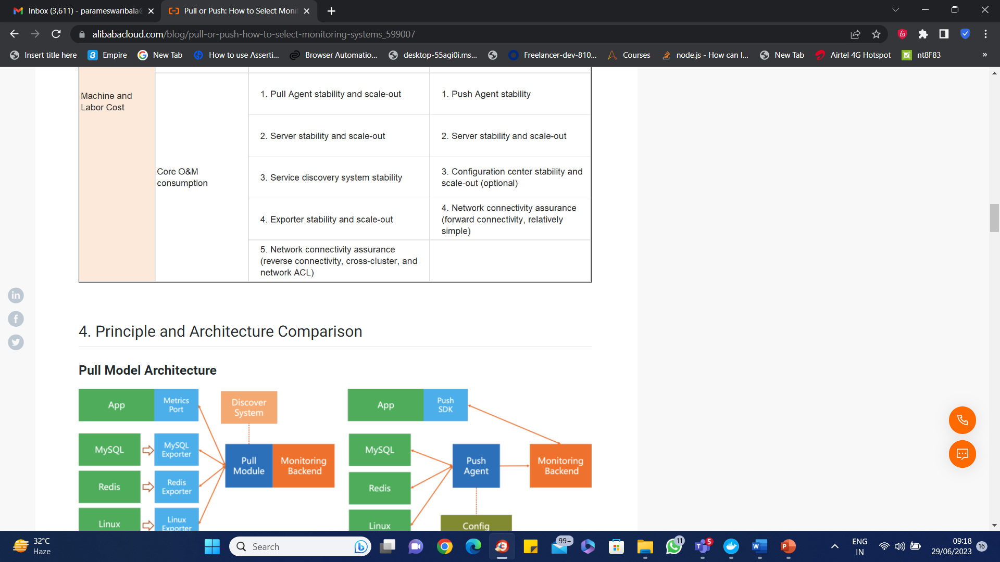 Inbox (3,611) - parameswaribala
Pull or Push: How to Select Moni
alibabacloud.com/blog/pull-or-push-how-to-select-monitoring-systems_599007
Insert title here
Empire
New Tab
How to use Asserti...
Browser Automatio...
desktop-55agi0i.ms...
Freelancer-dev-810...
Courses
node.js - How can I...
New Tab
Airtel 4G Hotspot
nt8F83
»
Machine and
Labor Cost
Core O&M
consumption
1. Pull Agent stability and scale-out
1. Push Agent stability
2. Server stability and scale-out
2. Server stability and scale-out
3. Service discovery system stability
3. Configuration center stability and
scale-out (optional)
4. Exporter stability and scale-out
4. Network connectivity assurance
(forward connectivity, relatively
simple)
5. Network connectivity assurance
(reverse connectivity, cross-cluster, and
network ACL)
in
f
4. Principle and Architecture Comparison
Pull Model Architecture
App
Metrics
Port
Discover
System
MySQL
MySQL
Exporter
Pull
Module
Monitoring
Backend
Redis
Redis
Exporter
Linux
Linux
Exporter
App
Push
SDK
MySQL
Push
Agent
Monitoring
Backend
Redis
Linux
Config
32°C
Haze
Search
99+
11
5
ENG
IN
09:18
29/06/2023
16